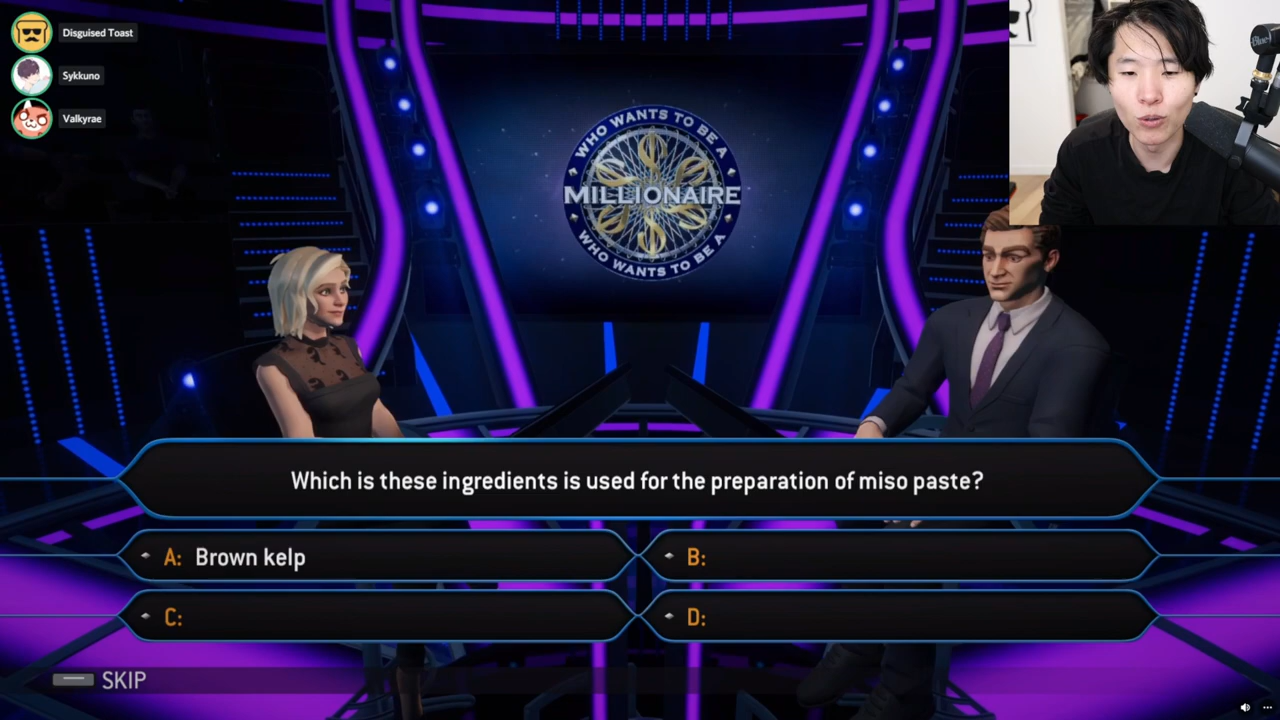 Disguised Toast
Sykkuno
Valkyrae
WHO WANTS TO BE A
MILLIONAIRE
WHO WANTS TO BE A
Which is these ingredients is used for the preparation of miso paste?
A: Brown kelp
B:
C:
D:
SKIP